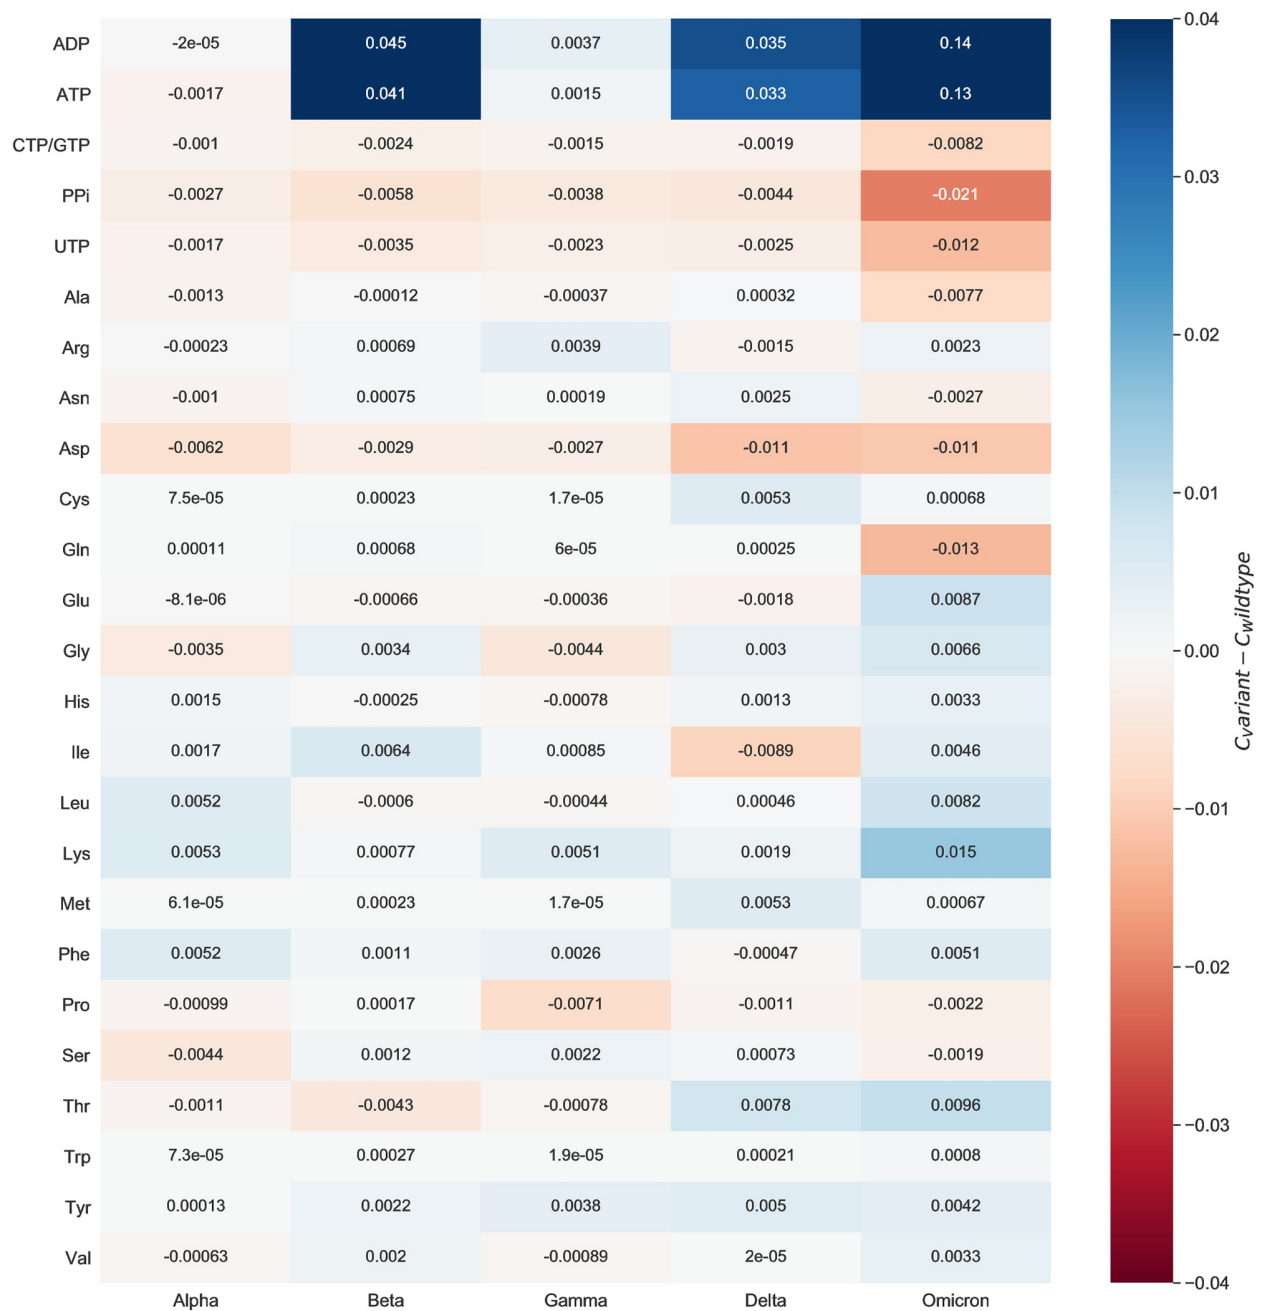 ADP -2e-05 0.045 0.0037 0.035 0.14
ATP -0.0017 0.041 0.0015 0.033 0.13
CTP/GTP -0.001 -0.0024 -0.0015 -0.0019 -0.0082
PPi -0.0027 -0.0058 -0.0038 -0.0044 -0.021
UTP -0.0017 -0.0035 -0.0023 -0.0025 -0.012
Ala -0.0013 -0.00012 -0.00037 0.00032 -0.0077
Arg -0.00023 0.00069 0.0039 -0.0015 0.0023
Asn -0.001 0.00075 0.00019 0.0025 -0.0027
Asp -0.0062 -0.0029 -0.0027 -0.011 -0.011
Cys 7.5e-05 0.00023 1.7e-05 0.0053 0.00068
Gln 0.00011 0.00068 6e-05 0.00025 -0.013
Glu -8.1e-06 -0.00066 -0.00036 -0.0018 0.0087
Gly -0.0035 0.0034 -0.0044 0.003 0.0066
His 0.0015 -0.00025 -0.00078 0.0013 0.0033
Ile 0.0017 0.0064 0.00085 -0.0089 0.0046
Leu 0.0052 -0.0006 -0.00044 0.00046 0.0082
Lys 0.0053 0.00077 0.0051 0.0019 0.015
Met 6.1e-05 0.00023 1.7e-05 0.0053 0.00067
Phe 0.0052 0.0011 0.0026 -0.00047 0.0051
Pro -0.00099 0.00017 -0.0071 -0.0011 -0.0022
Ser -0.0044 0.0012 0.0022 0.00073 -0.0019
Thr -0.0011 -0.0043 -0.00078 0.0078 0.0096
Trp 7.3e-05 0.00027 1.9e-05 0.00021 0.0008
Tyr 0.00013 0.0022 0.0038 0.005 0.0042
Val -0.00063 0.002 -0.00089 2e-05 0.0033
Alpha Beta Gamma Delta Omicron
0.04
0.03
0.02
0.01
0.00
−0.01
−0.02
−0.03
−0.04
Cvariant − Cwildtype